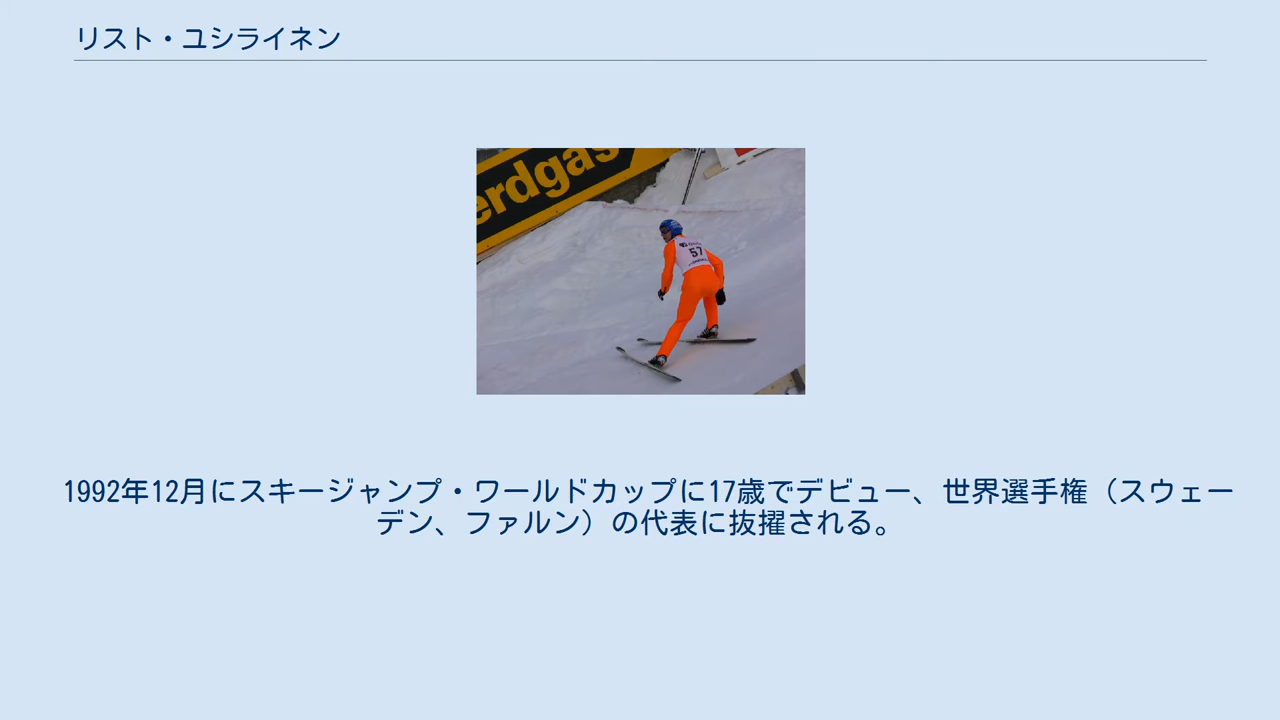 リスト・ユシライネン
erdgas
57
1992年12月にスキージャンプ・ワールドカップに17歳でデビュー、世界選手権（スウェー
デン、ファルン）の代表に抜擢される。